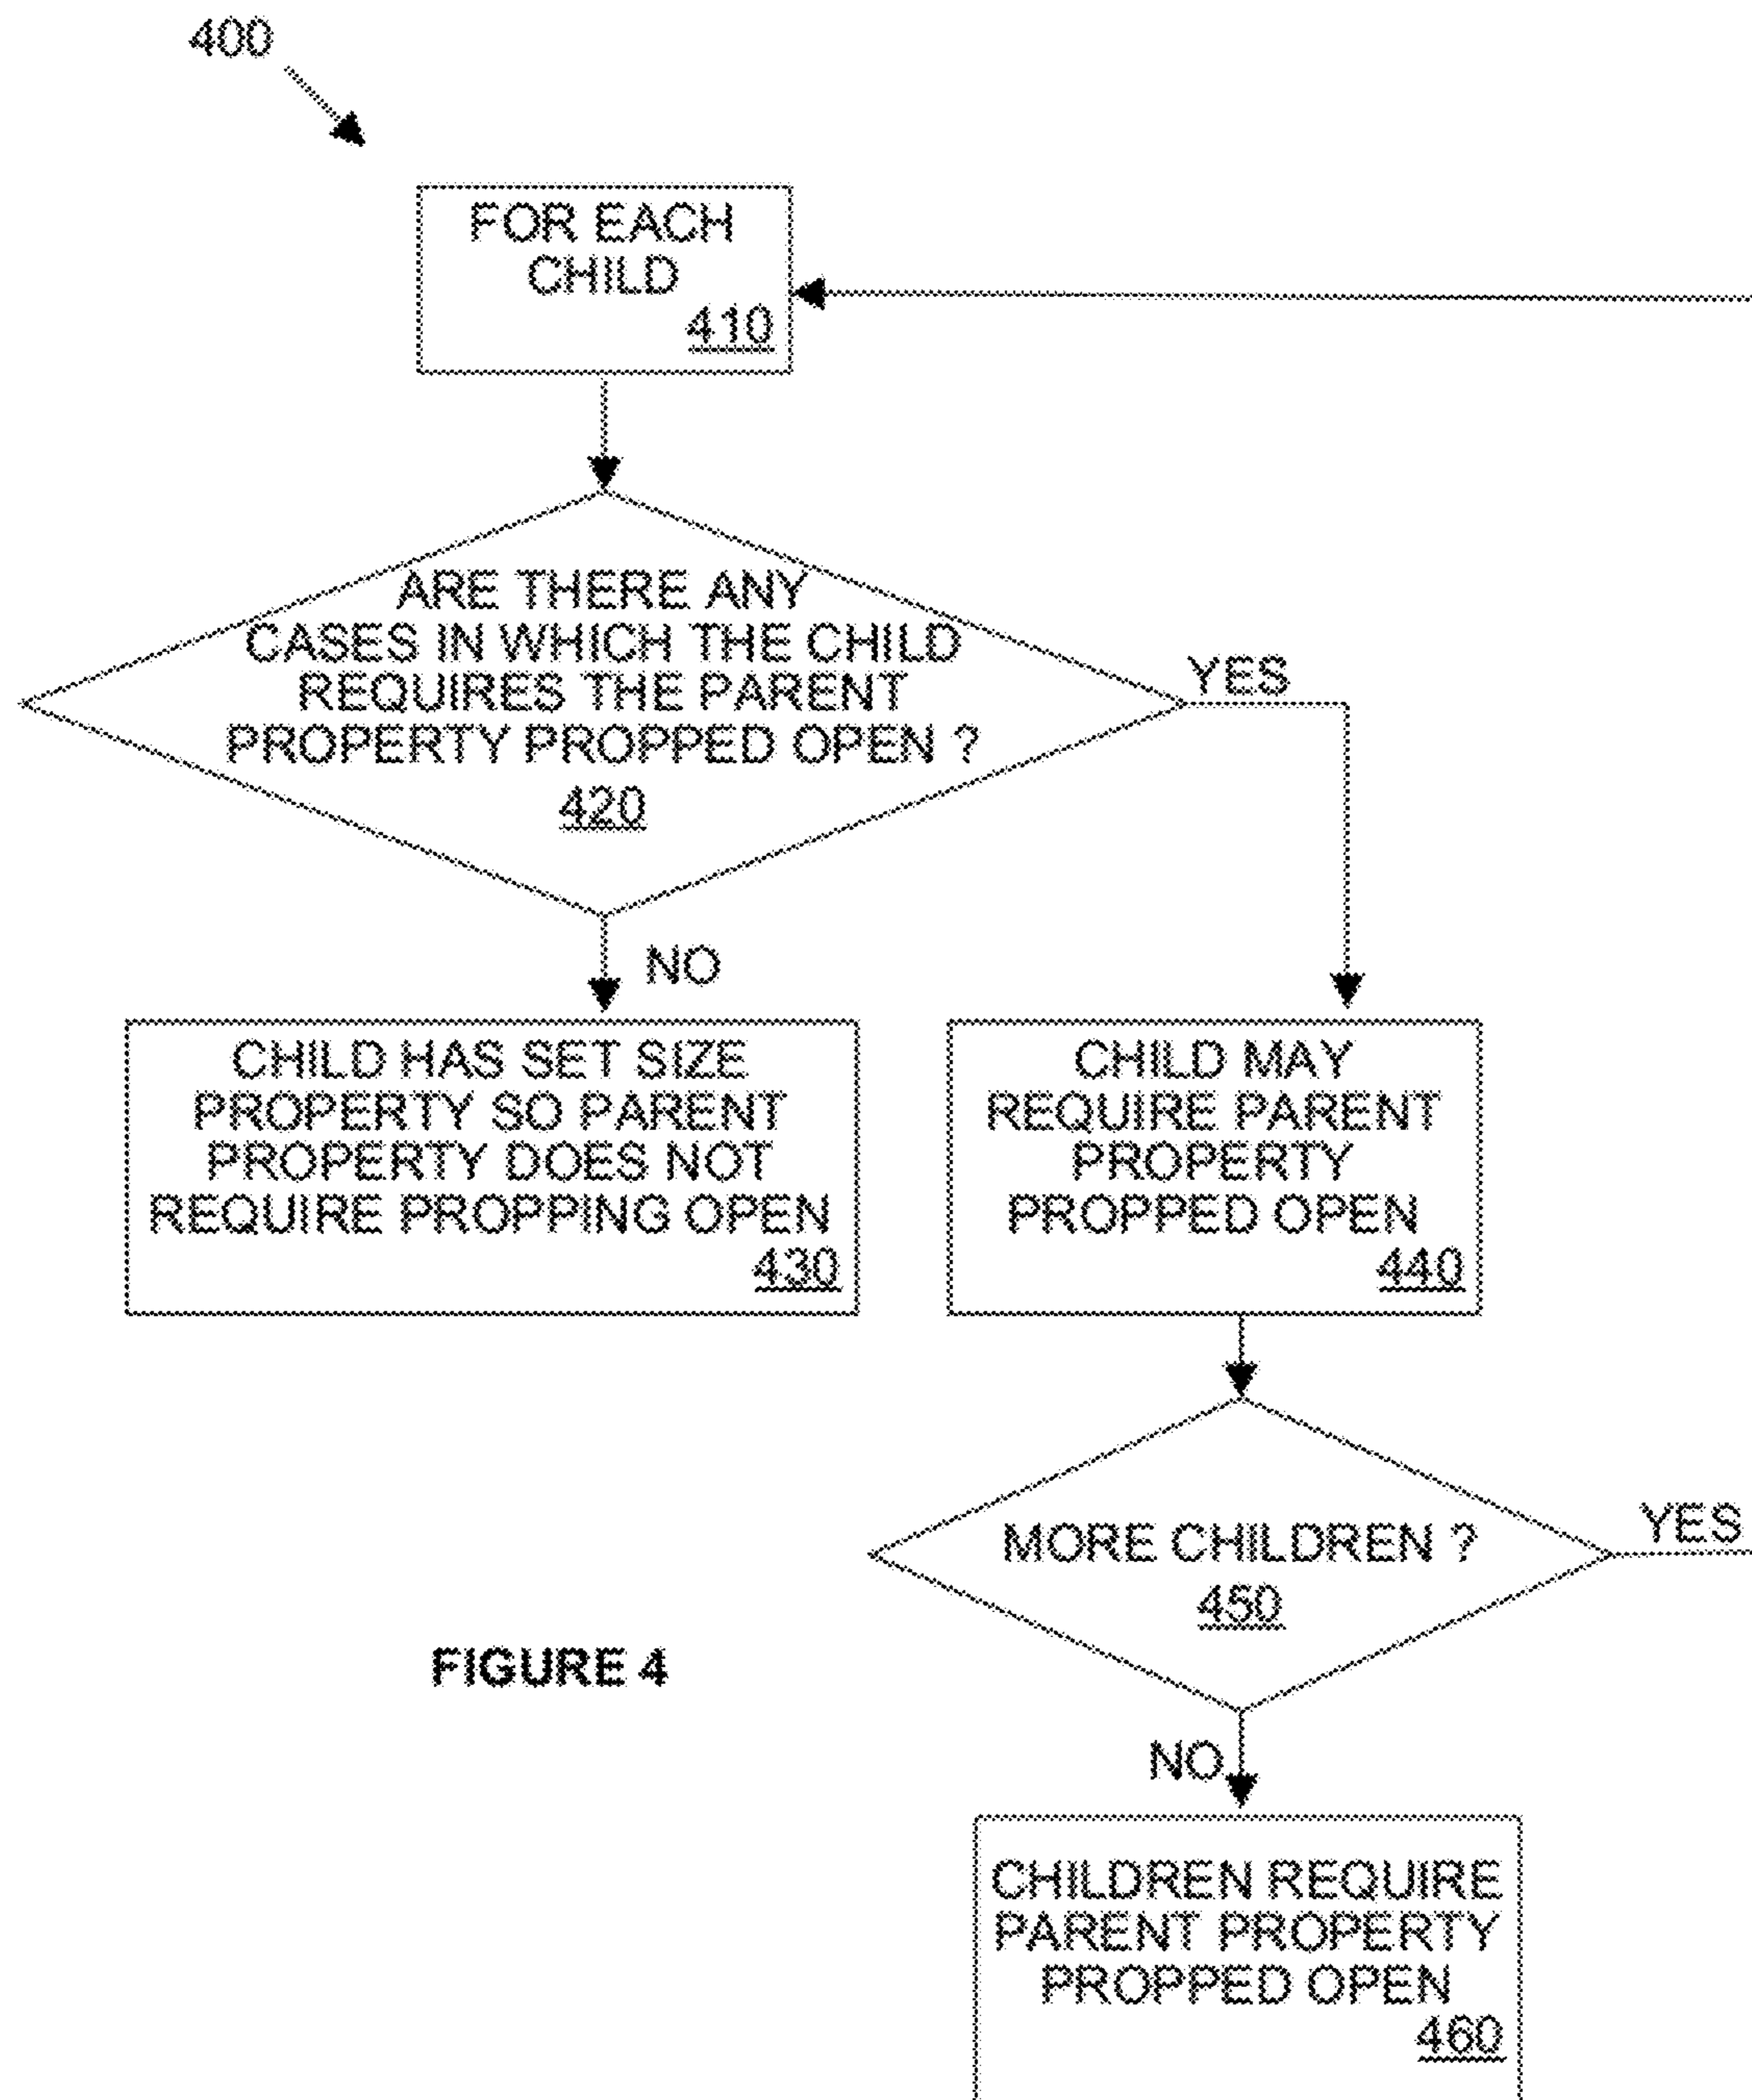 400
FOR EACH
CHILD
410
ARE THERE ANY
CASES IN WHICH THE CHILD
REQUIRES THE PARENT
PROPERTY PROPPED OPEN ?
420
YES
NO
CHILD HAS SET SIZE
PROPERTY SO PARENT
PROPERTY DOES NOT
REQUIRE PROPPING OPEN
430
CHILD MAY
REQUIRE PARENT
PROPERTY
PROPPED OPEN
440
MORE CHILDREN ?
450
YES
NO
FIGURE 4
CHILDREN REQUIRE
PARENT PROPERTY
PROPPED OPEN
460